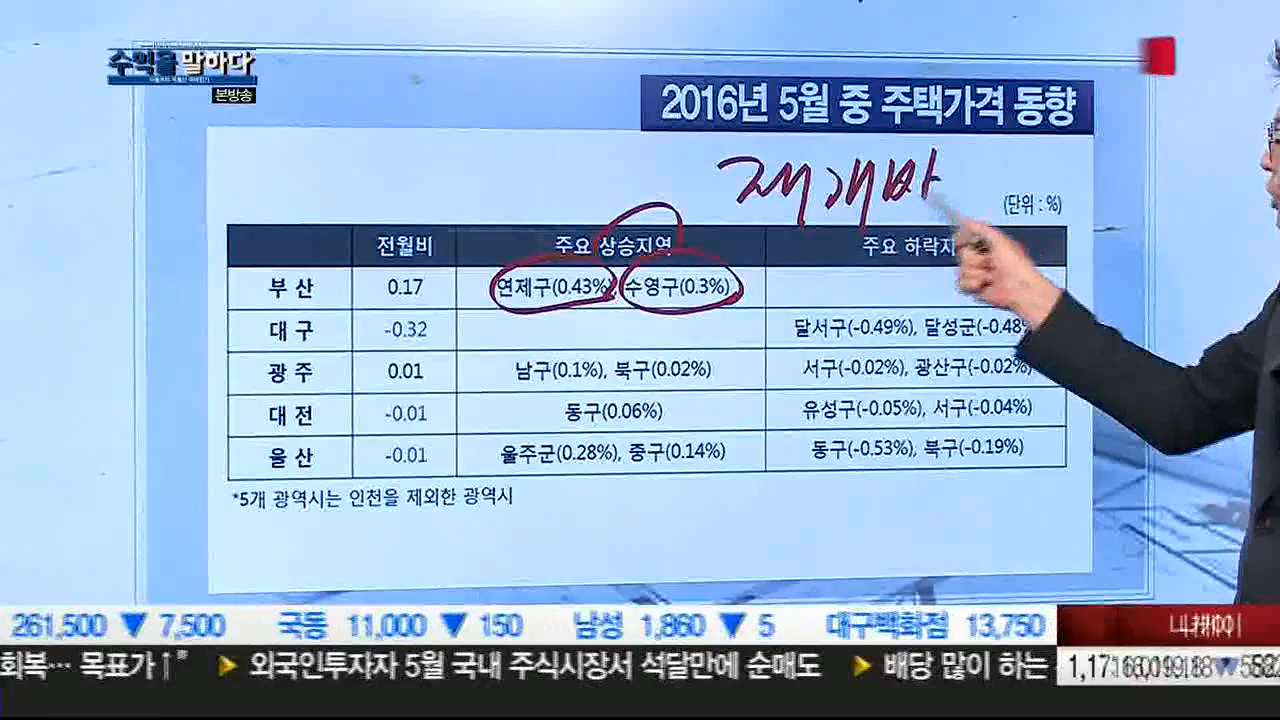 수익을 말하다
본방송
2016년 5월 중 주택가격 동향
재개바
(단위 : %)
전월비 주요 상승지역 주요 하락지
부산 0.17 연제구(0.43%) 수영구(0.3%)
대구 -0.32 달서구(-0.49%), 달성군(-0.48%
광주 0.01 남구(0.1%), 북구(0.02%) 서구(-0.02%), 광산구(-0.02%)
대전 -0.01 동구(0.06%) 유성구(-0.05%), 서구(-0.04%)
울산 -0.01 울주군(0.28%), 중구(0.14%) 동구(-0.53%), 북구(-0.19%)
*5개 광역시는 인천을 제외한 광역시
261,500 ▼ 7,500 국동 11,000 ▼ 150 남성 1,860 ▼ 5 대구백화점 13,750
회복… 목표가↑" ▶ 외국인투자자 5월 국내 주식시장서 석달만에 순매도 ▶ 배당 많이 하는